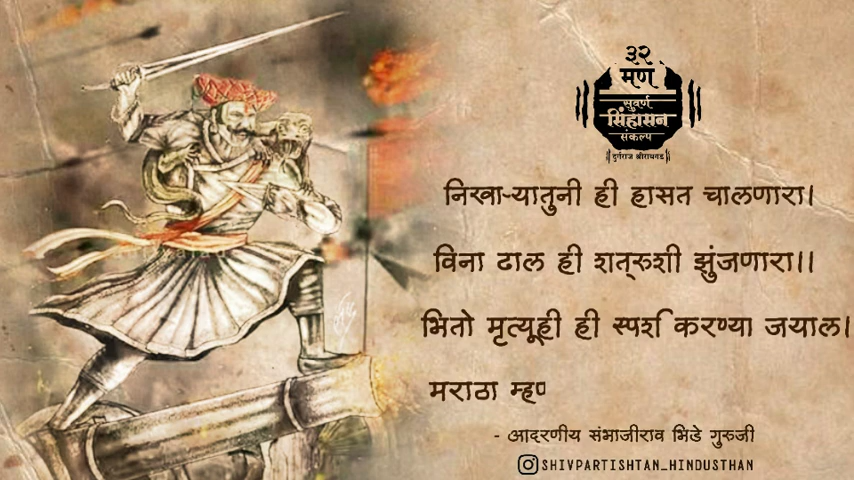 ३२
मण
सुवर्ण
सिंहासन
संकल्प
दुर्गराज श्रीरायगड
निखाऱ्यातुनी ही हासत चालणारा।
विना ढाल ही शत्रुशी झुंजणारा।।
भितो मृत्यूही ही स्पर्श करण्या जयाल।
मराठा म्हण
- आदरणीय संभाजीराव भिडे गुरुजी
SHIVPARTISHTAN_HINDUSTHAN